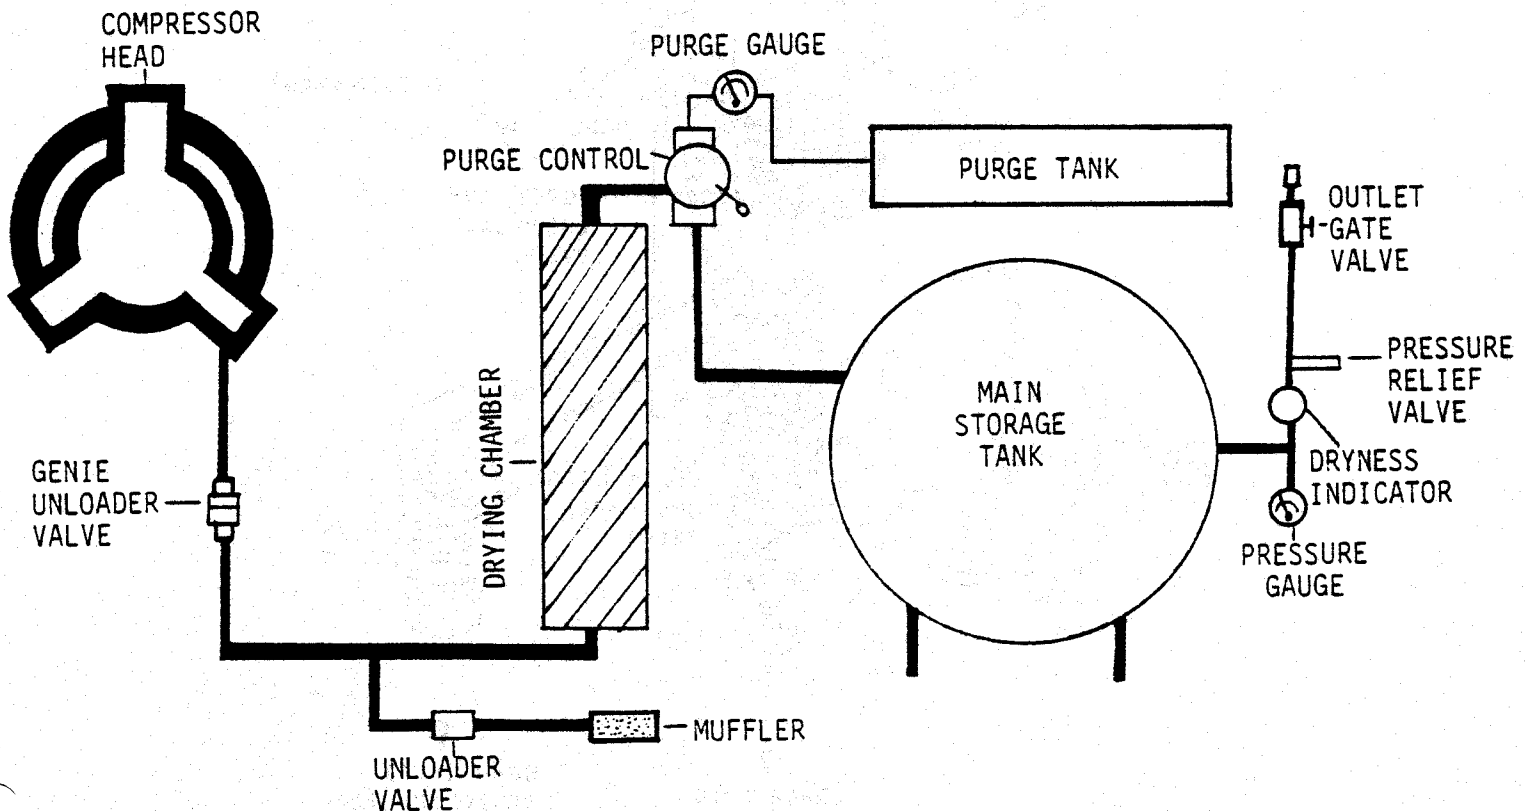 COMPRESSOR
HEAD
PURGE GAUGE
PURGE CONTROL
PURGE TANK
OUTLET
GATE
VALVE
PRESSURE
RELIEF
VALVE
MAIN
STORAGE
TANK
DRYNESS
INDICATOR
PRESSURE
GAUGE
DRYING CHAMBER
GENIE
UNLOADER
VALVE
MUFFLER
UNLOADER
VALVE